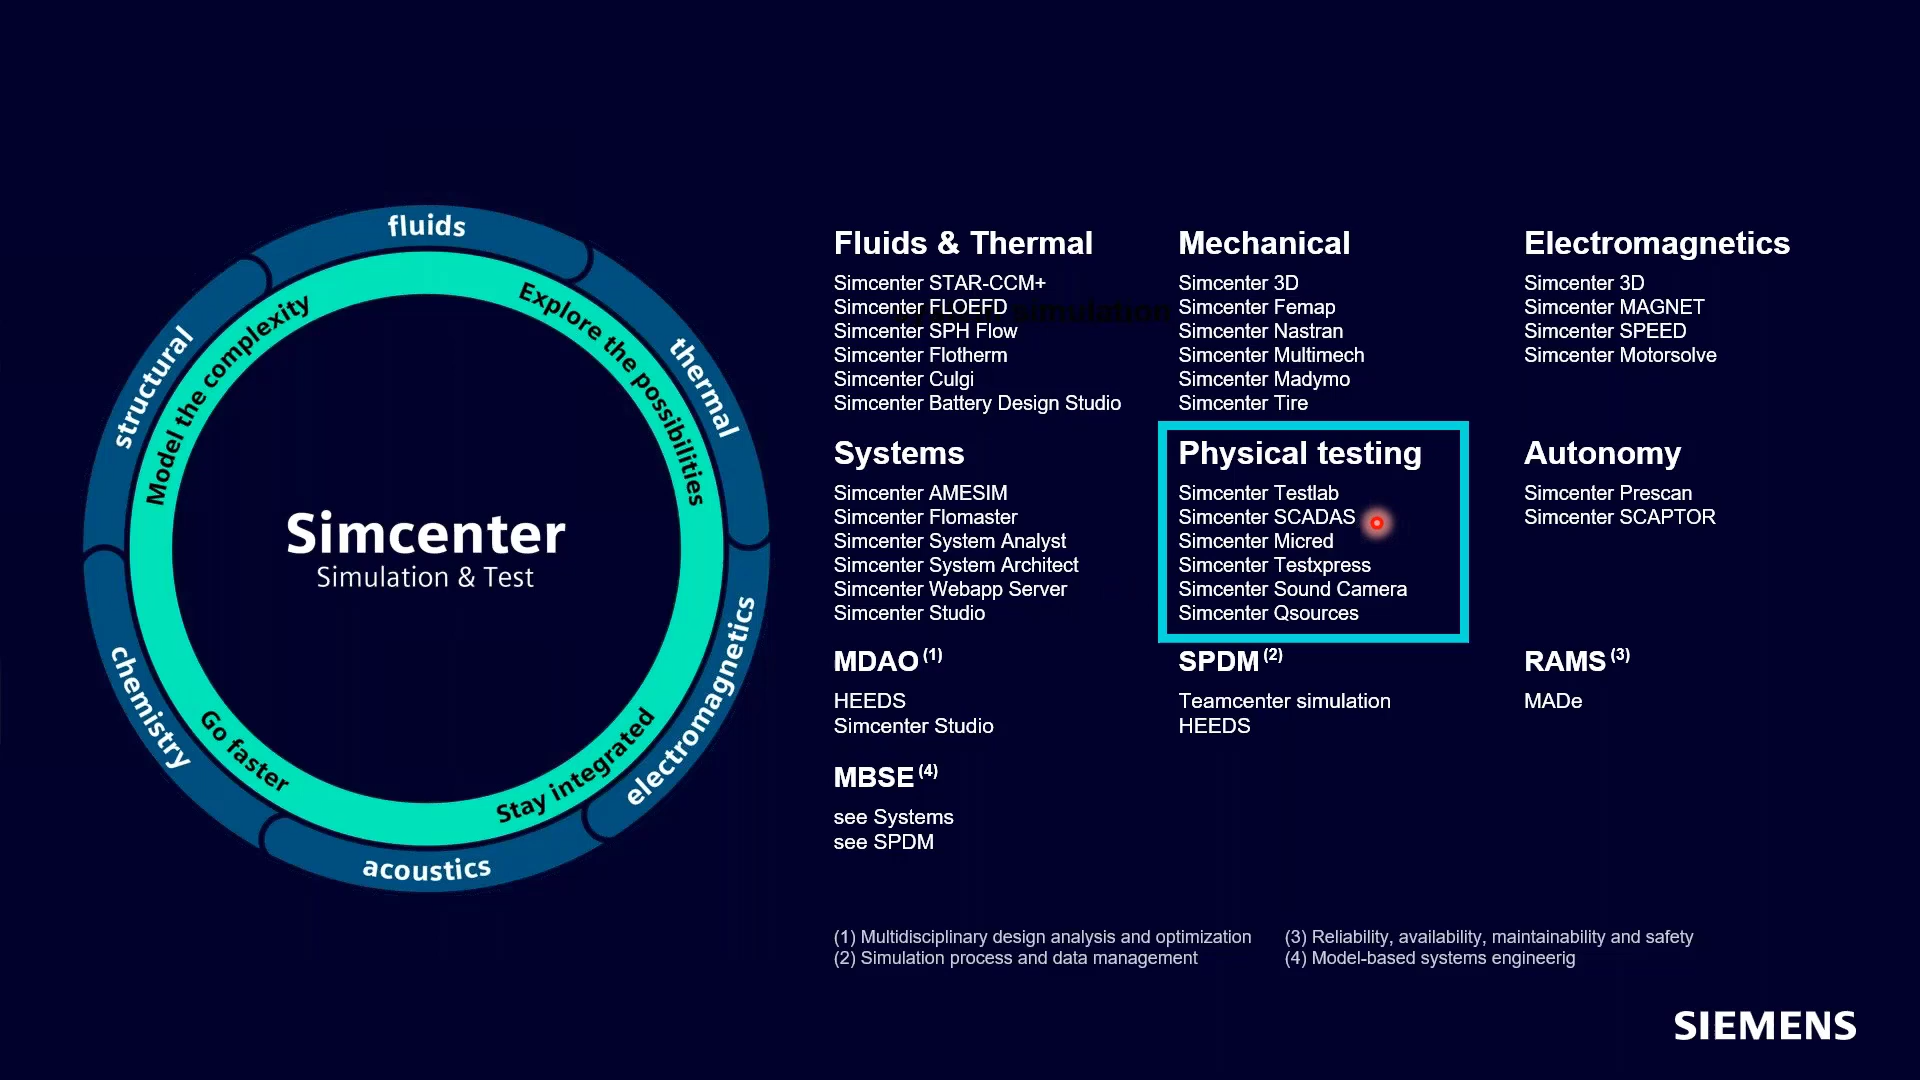 fluids
thermal
electromagnetics
acoustics
chemistry
structural
Model the complexity
Explore the possibilities
Stay integrated
Go faster
Simcenter
Simulation & Test
Fluids & Thermal
Simcenter STAR-CCM+
Simcenter FLOEFD
Simcenter SPH Flow
Simcenter Flotherm
Simcenter Culgi
Simcenter Battery Design Studio
simulation
Mechanical
Simcenter 3D
Simcenter Femap
Simcenter Nastran
Simcenter Multimech
Simcenter Madymo
Simcenter Tire
Electromagnetics
Simcenter 3D
Simcenter MAGNET
Simcenter SPEED
Simcenter Motorsolve
Systems
Simcenter AMESIM
Simcenter Flomaster
Simcenter System Analyst
Simcenter System Architect
Simcenter Webapp Server
Simcenter Studio
Physical testing
Simcenter Testlab
Simcenter SCADAS
Simcenter Micred
Simcenter Testxpress
Simcenter Sound Camera
Simcenter Qsources
Autonomy
Simcenter Prescan
Simcenter SCAPTOR
MDAO (1)
HEEDS
Simcenter Studio
SPDM (2)
Teamcenter simulation
HEEDS
RAMS (3)
MADe
MBSE (4)
see Systems
see SPDM
(1) Multidisciplinary design analysis and optimization
(2) Simulation process and data management
(3) Reliability, availability, maintainability and safety
(4) Model-based systems engineerig
SIEMENS